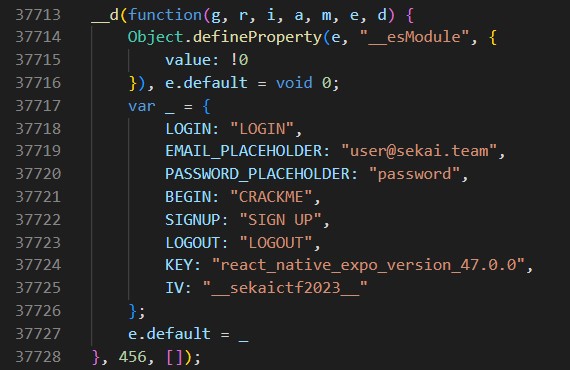 37713 __d(function(g, r, i, a, m, e, d) {
37714 Object.defineProperty(e, "__esModule", {
37715 value: !0
37716 }), e.default = void 0;
37717 var _ = {
37718 LOGIN: "LOGIN",
37719 EMAIL_PLACEHOLDER: "user@sekai.team",
37720 PASSWORD_PLACEHOLDER: "password",
37721 BEGIN: "CRACKME",
37722 SIGNUP: "SIGN UP",
37723 LOGOUT: "LOGOUT",
37724 KEY: "react_native_expo_version_47.0.0",
37725 IV: "__sekaictf2023__"
37726 };
37727 e.default = _
37728 }, 456, []);